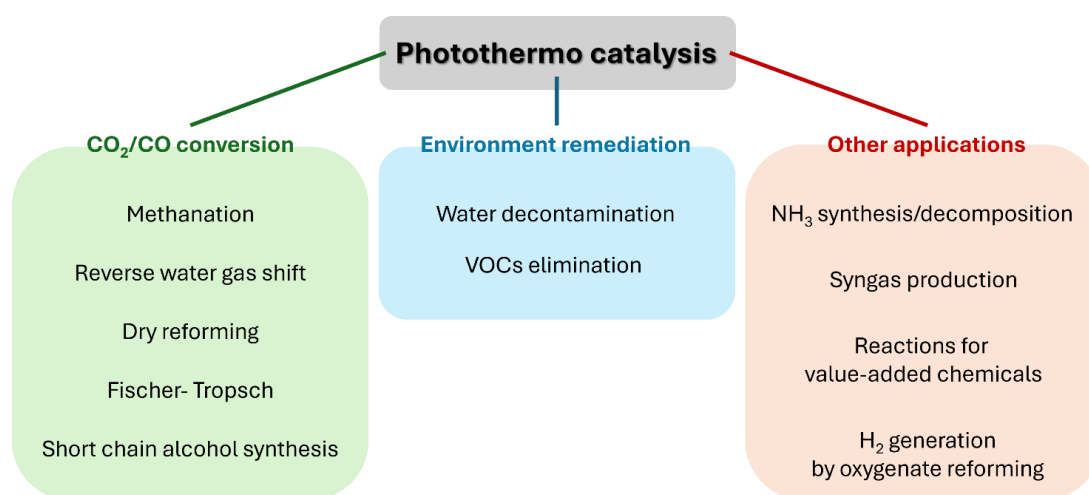 Photothermo catalysis
CO₂/CO conversion
Methanation
Reverse water gas shift
Dry reforming
Fischer- Tropsch
Short chain alcohol synthesis
Environment remediation
Water decontamination
VOCs elimination
Other applications
NH₃ synthesis/decomposition
Syngas production
Reactions for
value-added chemicals
H₂ generation
by oxygenate reforming